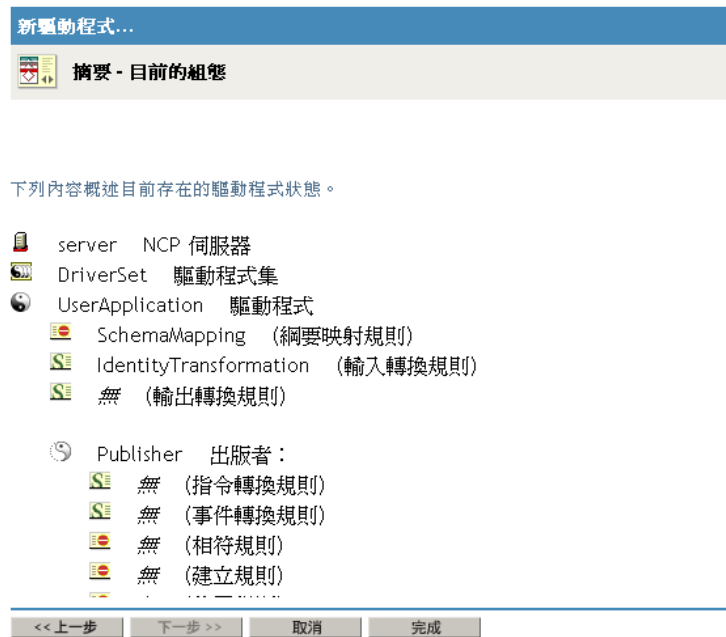 新驅動程式...
摘要 - 目前的組態
下列內容概述目前存在的驅動程式狀態。
server NCP 伺服器
DriverSet 驅動程式集
UserApplication 驅動程式
SchemaMapping (綱要映射規則)
IdentityTransformation (輸入轉換規則)
無 (輸出轉換規則)
Publisher 出版者：
無 (指令轉換規則)
無 (事件轉換規則)
無 (相符規則)
無 (建立規則)
<<上一步 下一步>> 取消 完成